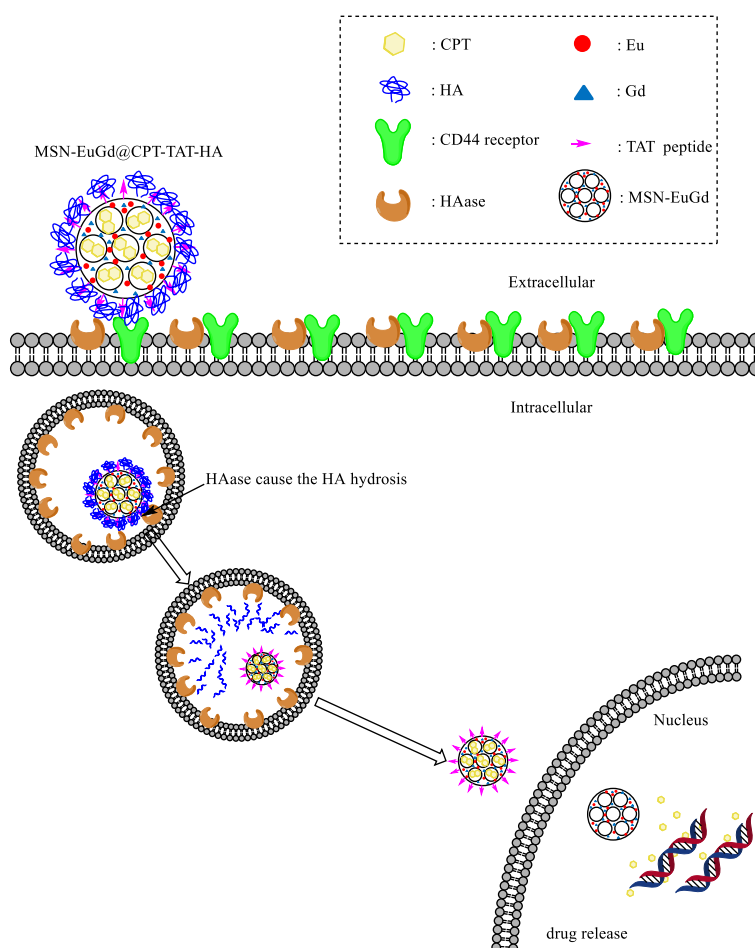 : CPT
: Eu
: HA
: Gd
: CD44 receptor
: TAT peptide
: HAase
: MSN-EuGd
MSN-EuGd@CPT-TAT-HA
Extracellular
Intracellular
HAase cause the HA hydrosis
Nucleus
drug release